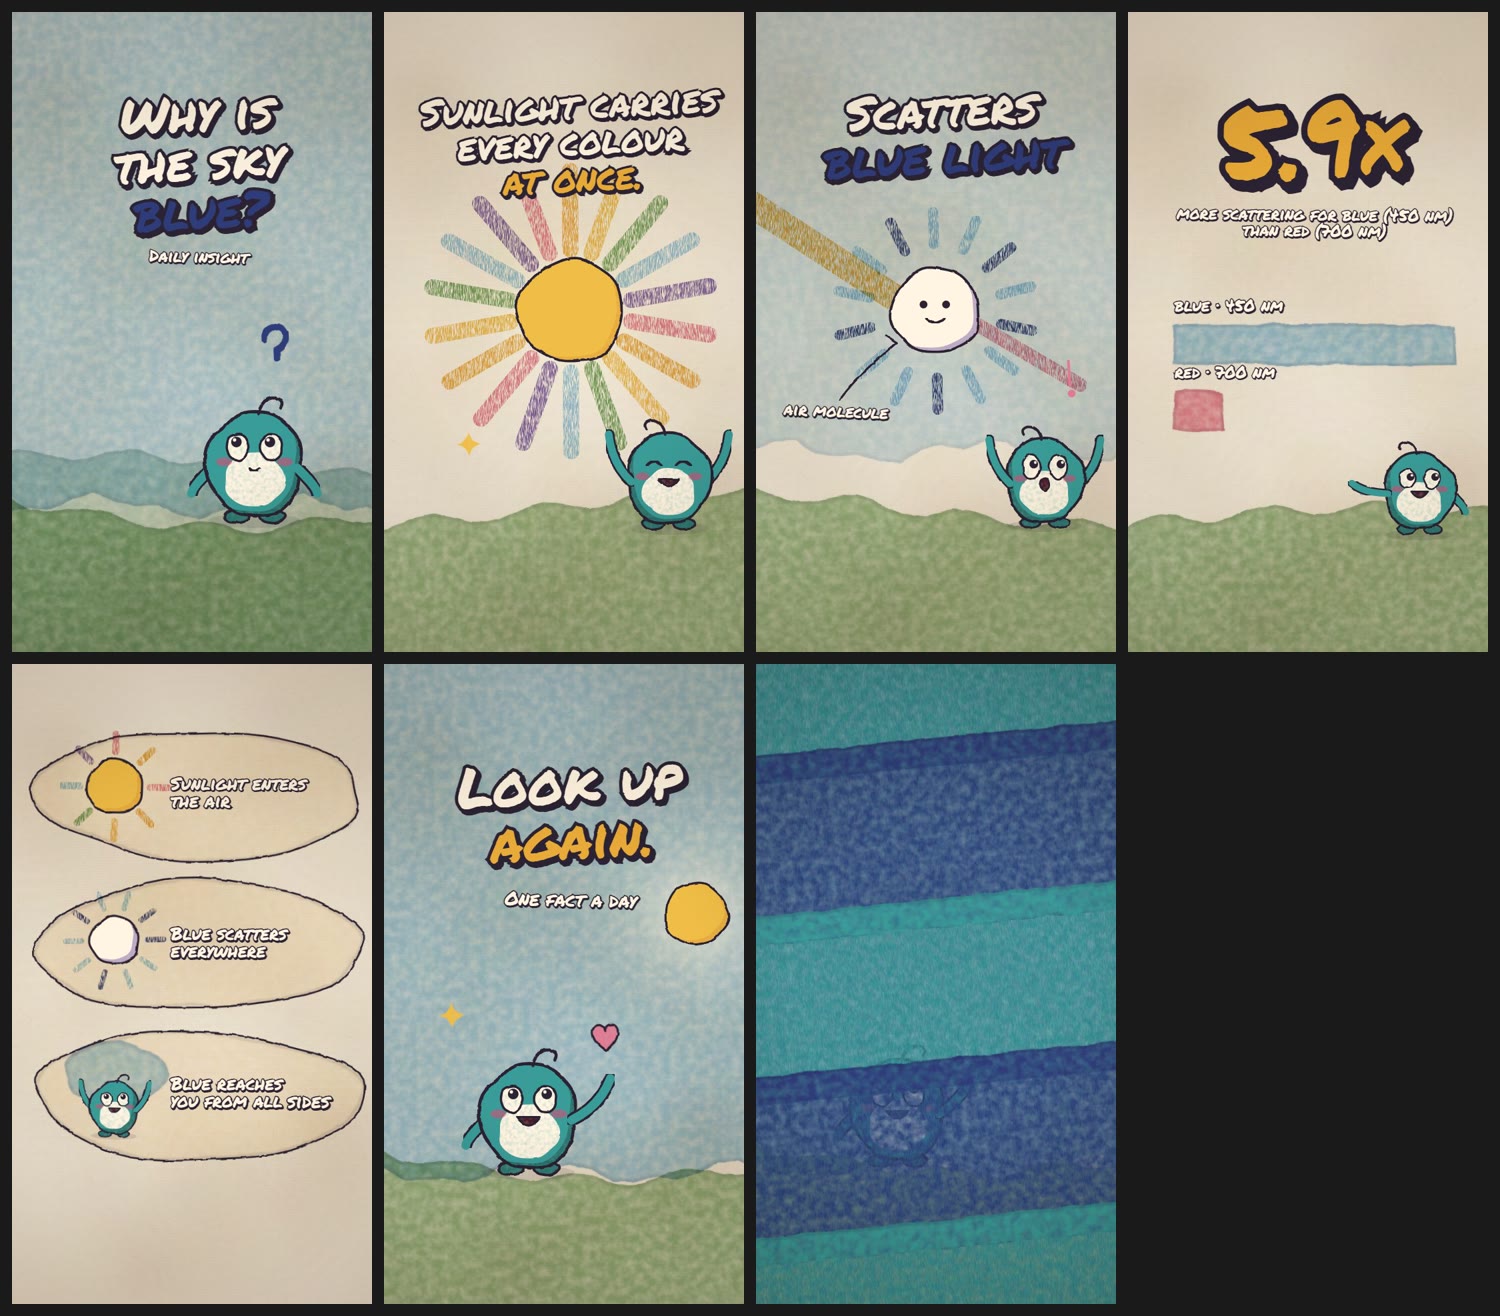 WHY IS
THE SKY
BLUE?
DAILY INSIGHT
?
SUNLIGHT CARRIES
EVERY COLOUR
AT ONCE.
SCATTERS
BLUE LIGHT
!
AIR MOLECULE
5.9x
MORE SCATTERING FOR BLUE (450 NM)
THAN RED (700 NM)
BLUE · 450 NM
RED · 700 NM
SUNLIGHT ENTERS
THE AIR
BLUE SCATTERS
EVERYWHERE
BLUE REACHES
YOU FROM ALL SIDES
LOOK UP
AGAIN.
ONE FACT A DAY